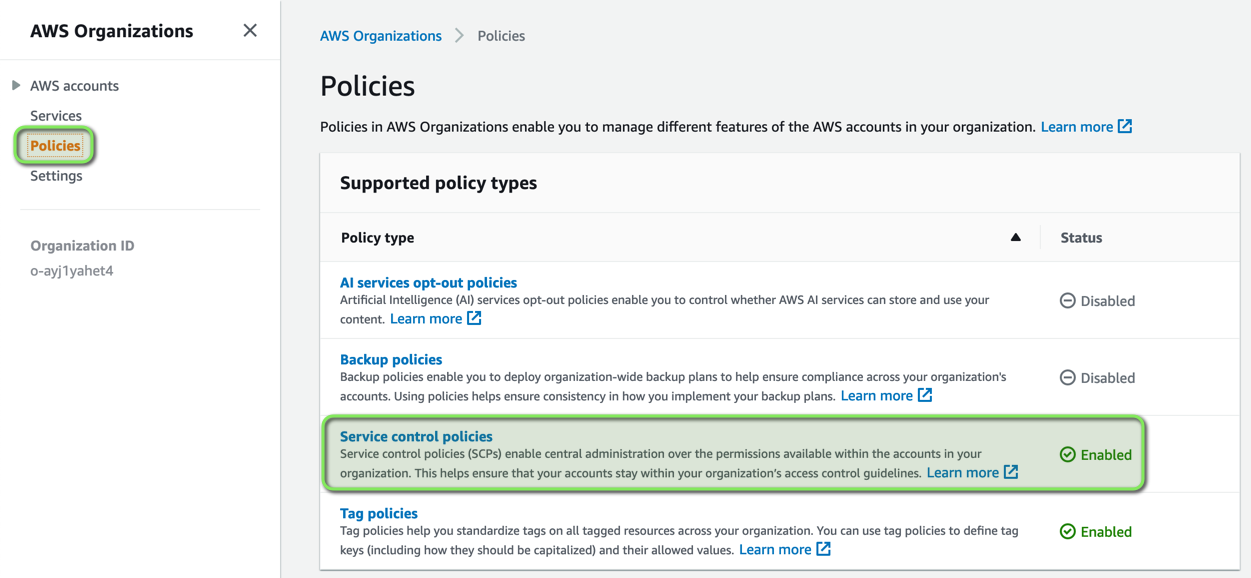 AWS Organizations
AWS accounts
Services
Policies
Settings
Organization ID
o-ayj1yahet4
AWS Organizations > Policies
Policies
Policies in AWS Organizations enable you to manage different features of the AWS accounts in your organization. Learn more
Supported policy types
Policy type Status
AI services opt-out policies
Artificial Intelligence (AI) services opt-out policies enable you to control whether AWS AI services can store and use your
content. Learn more
Disabled
Backup policies
Backup policies enable you to deploy organization-wide backup plans to help ensure compliance across your organization's
accounts. Using policies helps ensure consistency in how you implement your backup plans. Learn more
Disabled
Service control policies
Service control policies (SCPs) enable central administration over the permissions available within the accounts in your
organization. This helps ensure that your accounts stay within your organization's access control guidelines. Learn more
Enabled
Tag policies
Tag policies help you standardize tags on all tagged resources across your organization. You can use tag policies to define tag
keys (including how they should be capitalized) and their allowed values. Learn more
Enabled